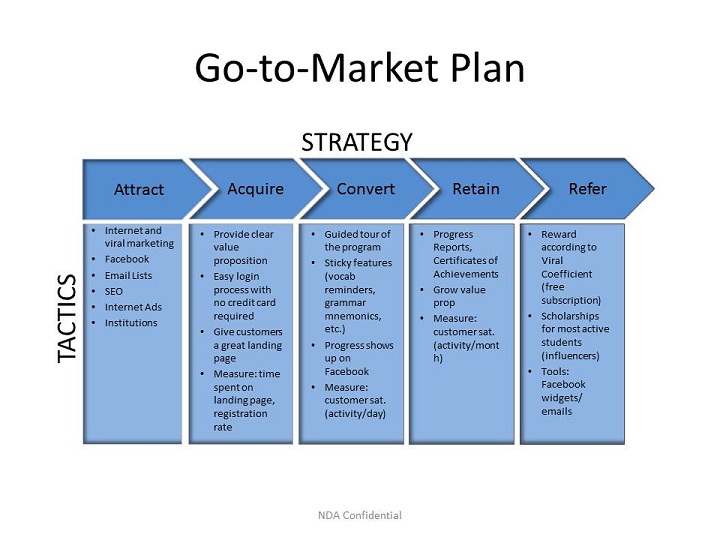 Go-to-Market Plan
STRATEGY
Attract
Acquire
Convert
Retain
Refer
TACTICS
• Internet and
viral marketing
• Facebook
• Email Lists
• SEO
• Internet Ads
• Institutions
• Provide clear
value
proposition
• Easy login
process with
no credit card
required
• Give customers
a great landing
page
• Measure: time
spent on
landing page,
registration
rate
• Guided tour of
the program
• Sticky features
(vocab
reminders,
grammar
mnemonics,
etc.)
• Progress shows
up on
Facebook
• Measure:
customer sat.
(activity/day)
• Progress
Reports,
Certificates of
Achievements
• Grow value
prop
• Measure:
customer sat.
(activity/mont
h)
• Reward
according to
Viral
Coefficient
(free
subscription)
• Scholarships
for most active
students
(influencers)
• Tools:
Facebook
widgets/
emails
NDA Confidential